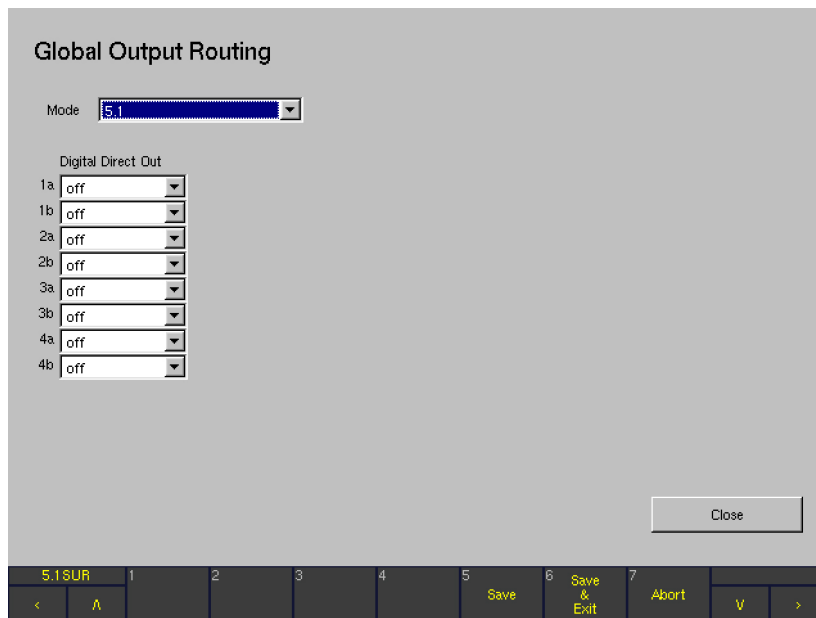 Global Output Routing
Mode 5.1
Digital Direct Out
1a off
1b off
2a off
2b off
3a off
3b off
4a off
4b off
Close
5.1SUR 1 2 3 4 5 Save 6 Save & Exit 7 Abort
< Λ V >